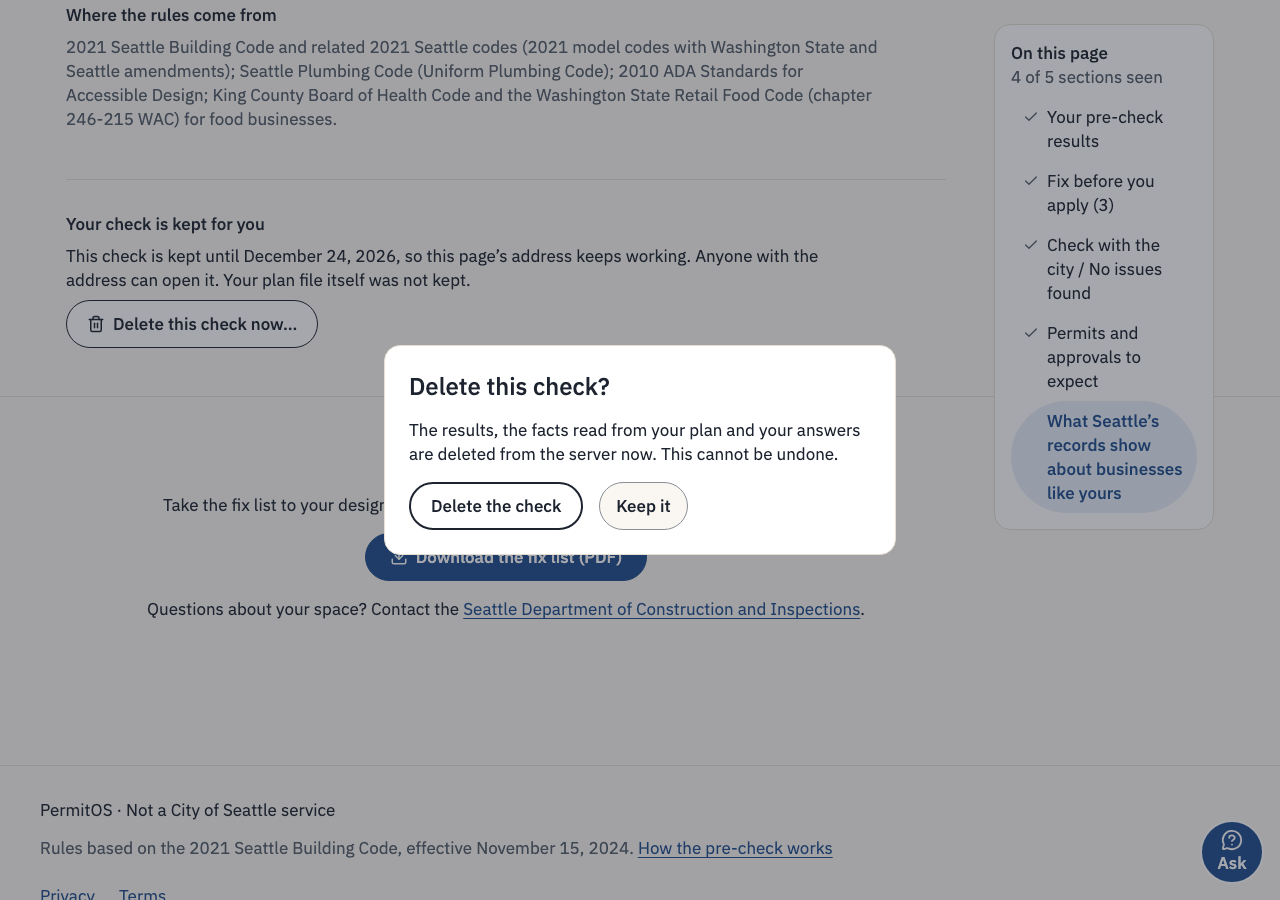 Where the rules come from
2021 Seattle Building Code and related 2021 Seattle codes (2021 model codes with Washington State and
Seattle amendments); Seattle Plumbing Code (Uniform Plumbing Code); 2010 ADA Standards for
Accessible Design; King County Board of Health Code and the Washington State Retail Food Code (chapter
246-215 WAC) for food businesses.
Your check is kept for you
This check is kept until December 24, 2026, so this page’s address keeps working. Anyone with the
address can open it. Your plan file itself was not kept.
Delete this check now…
On this page
4 of 5 sections seen
Your pre-check
results
Fix before you
apply (3)
Check with the
city / No issues
found
Permits and
approvals to
expect
What Seattle’s
records show
about businesses
like yours
Delete this check?
The results, the facts read from your plan and your answers
are deleted from the server now. This cannot be undone.
Delete the check
Keep it
Take the fix list to your design
Download the fix list (PDF)
Questions about your space? Contact the Seattle Department of Construction and Inspections.
PermitOS · Not a City of Seattle service
Rules based on the 2021 Seattle Building Code, effective November 15, 2024. How the pre-check works
Privacy Terms
Ask